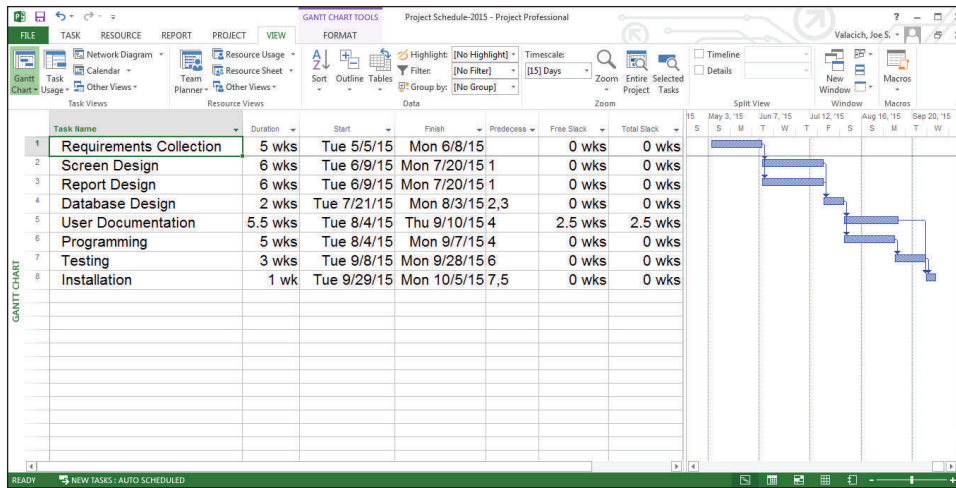 GANTT CHART TOOLS Project Schedule-2015 - Project Professional
FILE TASK RESOURCE REPORT PROJECT VIEW FORMAT Valacich, Joe S.
Gantt Chart
Task Usage
Network Diagram
Calendar
Other Views
Task Views
Team Planner
Resource Usage
Resource Sheet
Other Views
Resource Views
Sort
Outline
Tables
Highlight: [No Highlight]
Filter: [No Filter]
Group by: [No Group]
Data
Timescale:
[15] Days
Zoom
Entire Project
Selected Tasks
Zoom
Timeline
Details
Split View
New Window
Window
Macros
Macros
15 May 3, '15 Jun 7, '15 Jul 12, '15 Aug 16, '15 Sep 20, '15
Task Name Duration Start Finish Predecess Free Slack Total Slack S S M T W T F S S M T W
1 Requirements Collection 5 wks Tue 5/5/15 Mon 6/8/15 0 wks 0 wks
2 Screen Design 6 wks Tue 6/9/15 Mon 7/20/15 1 0 wks 0 wks
3 Report Design 6 wks Tue 6/9/15 Mon 7/20/15 1 0 wks 0 wks
4 Database Design 2 wks Tue 7/21/15 Mon 8/3/15 2,3 0 wks 0 wks
5 User Documentation 5.5 wks Tue 8/4/15 Thu 9/10/15 4 2.5 wks 2.5 wks
6 Programming 5 wks Tue 8/4/15 Mon 9/7/15 4 0 wks 0 wks
7 Testing 3 wks Tue 9/8/15 Mon 9/28/15 6 0 wks 0 wks
8 Installation 1 wk Tue 9/29/15 Mon 10/5/15 7,5 0 wks 0 wks
GANTT CHART
READY NEW TASKS : AUTO SCHEDULED